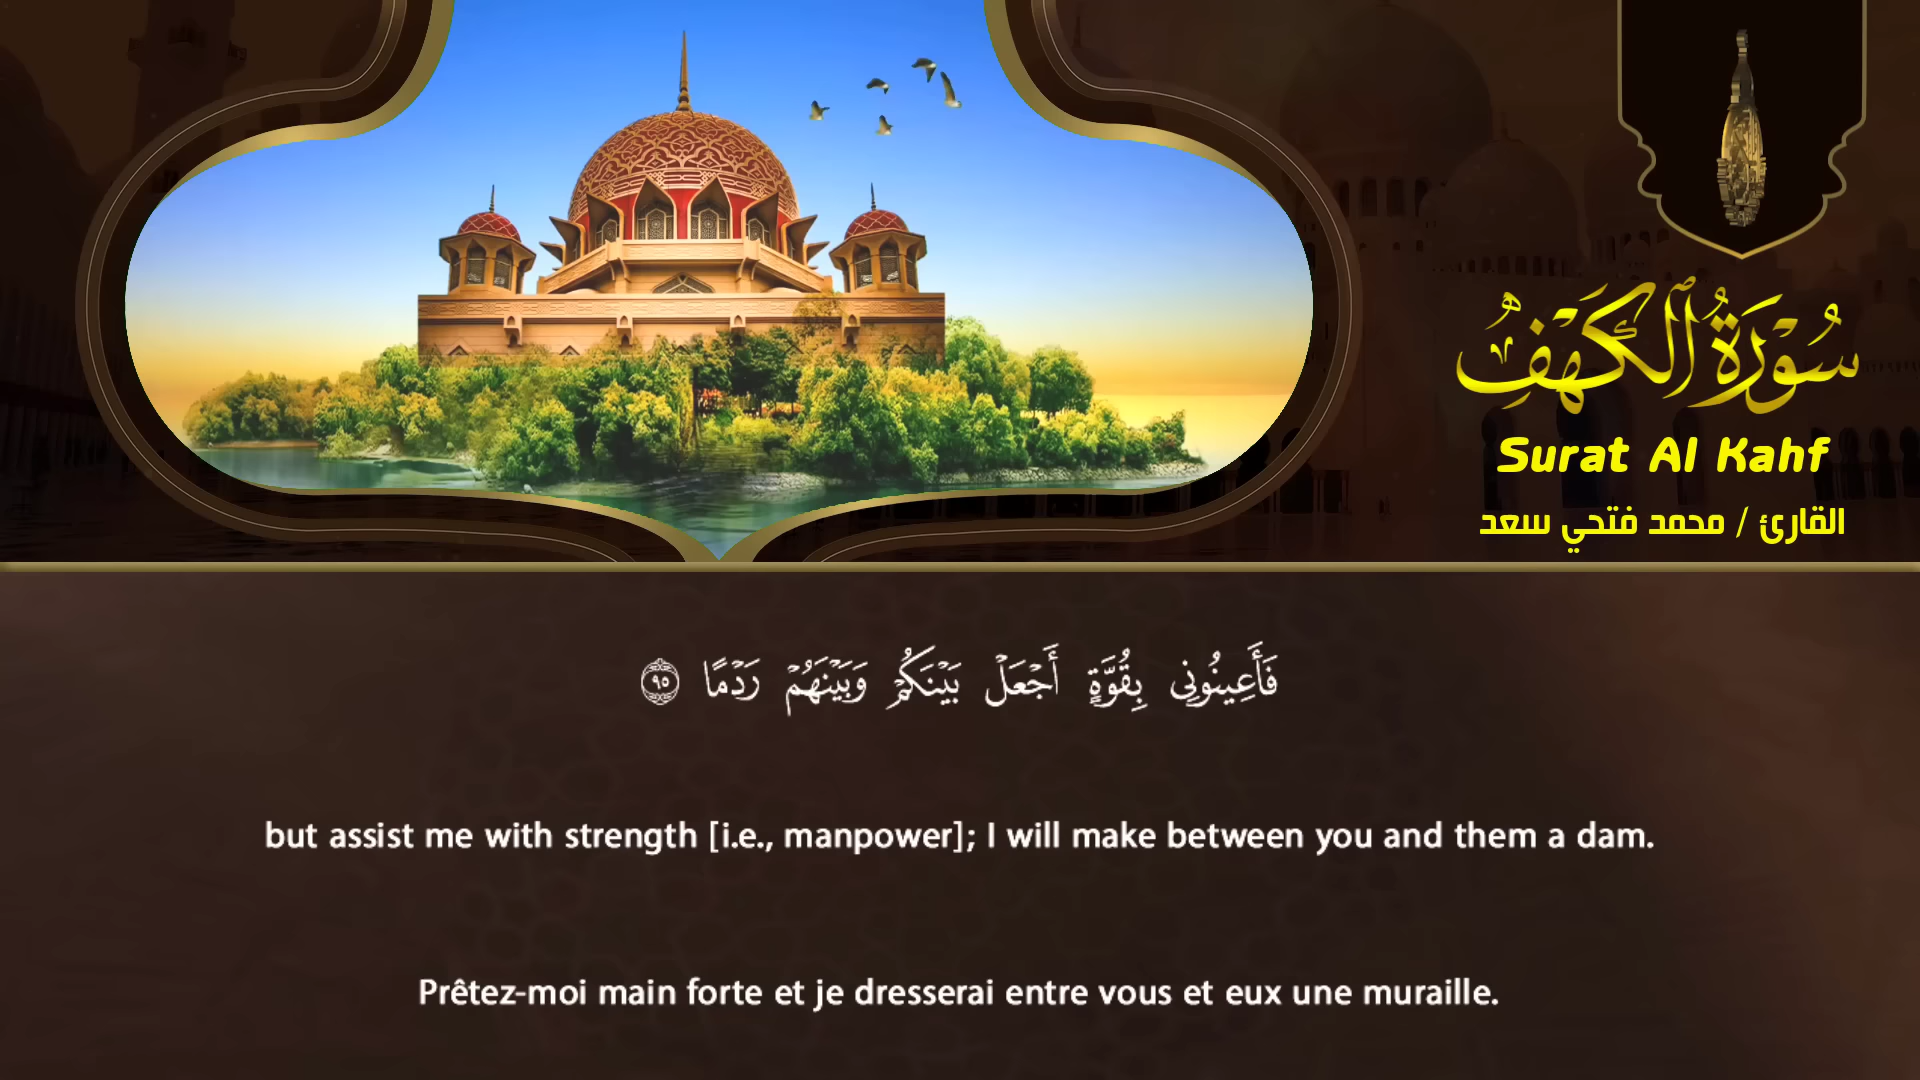 سُورَةُ ٱلْكَهْفِ
Surat Al Kahf
القارئ / محمد فتحي سعد
فَأَعِينُونِى بِقُوَّةٍ أَجْعَلْ بَيْنَكُمْ وَبَيْنَهُمْ رَدْمًا ٩٥
but assist me with strength [i.e., manpower]; I will make between you and them a dam.
Prêtez-moi main forte et je dresserai entre vous et eux une muraille.